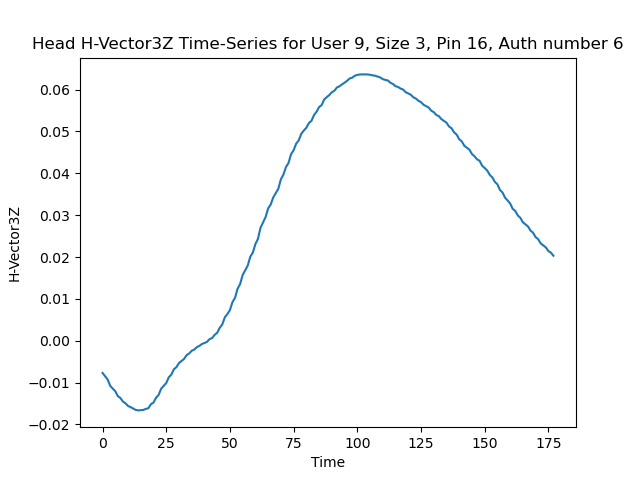 Head H-Vector3Z Time-Series for User 9, Size 3, Pin 16, Auth number 6
H-Vector3Z
0.06
0.05
0.04
0.03
0.02
0.01
0.00
−0.01
−0.02
0 25 50 75 100 125 150 175
Time